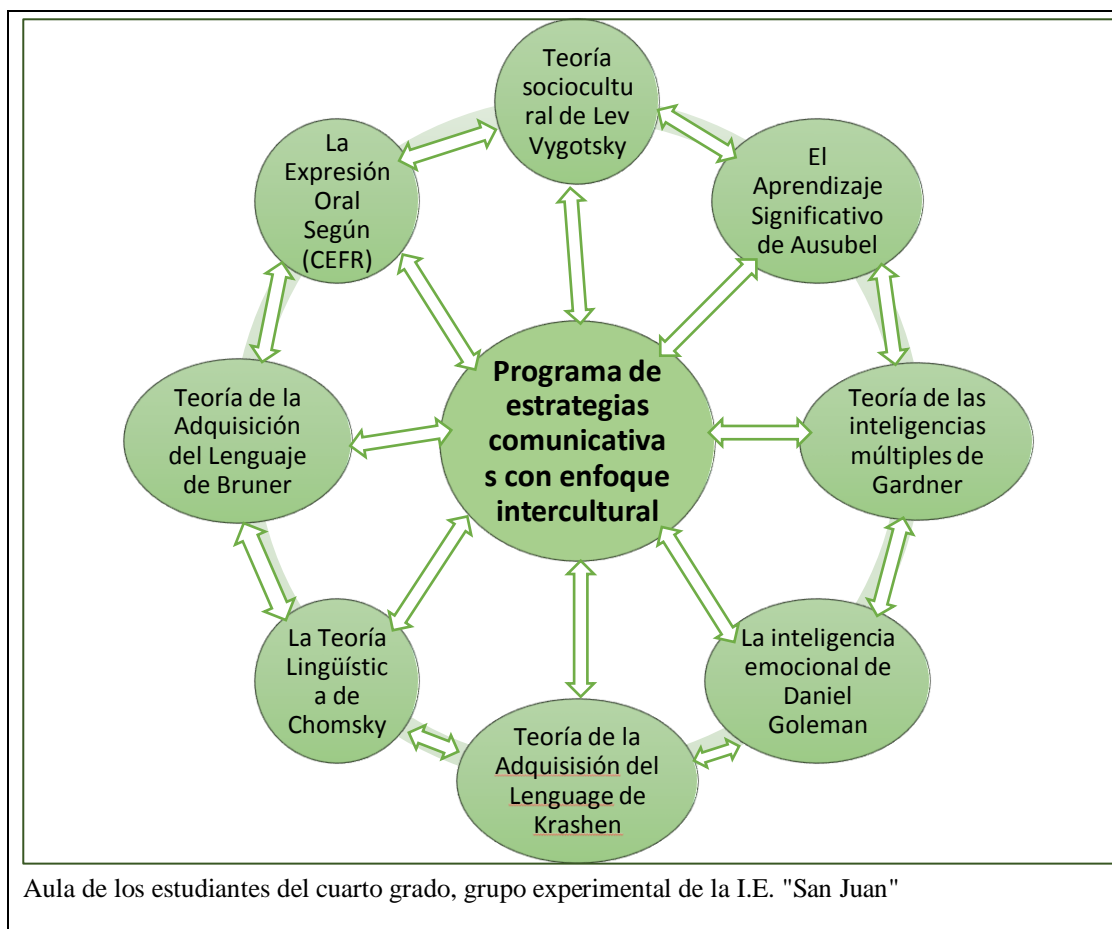 Teoría
sociocultu
ral de Lev
Vygotsky
El
Aprendizaje
Significativo
de Ausubel
Teoría de las
inteligencias
múltiples de
Gardner
La inteligencia
emocional de
Daniel
Goleman
Teoría de la
Adquisisión del
Lenguage de
Krashen
La Teoría
Lingüístic
a de
Chomsky
Teoría de la
Adquisición
del Lenguaje
de Bruner
La
Expresión
Oral
Según
(CEFR)
Programa de
estrategias
comunicativa
s con enfoque
intercultural
Aula de los estudiantes del cuarto grado, grupo experimental de la I.E. "San Juan"